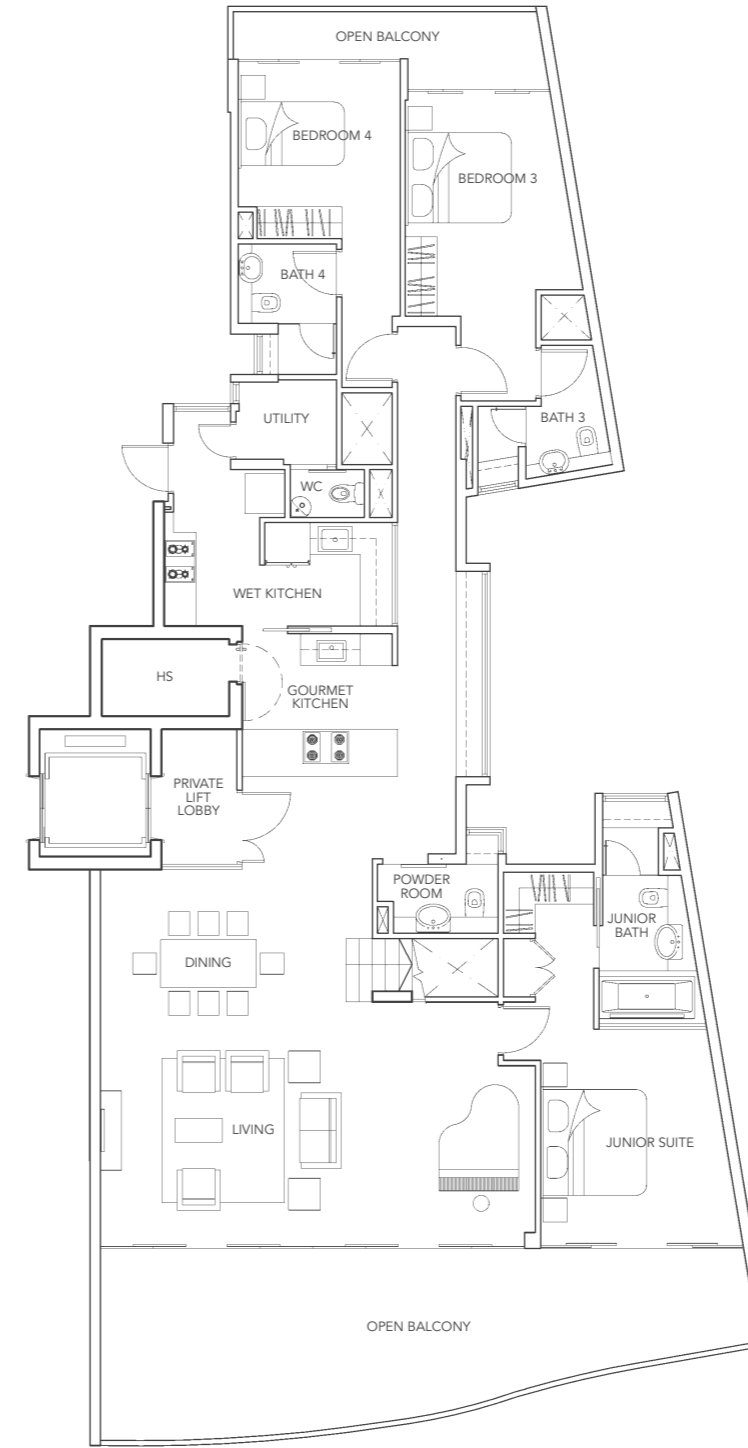 OPEN BALCONY
BEDROOM 4
BEDROOM 3
BATH 4
UTILITY
BATH 3
WC
WET KITCHEN
HS
GOURMET
KITCHEN
PRIVATE
LIFT
LOBBY
POWDER
ROOM
JUNIOR
BATH
DINING
LIVING
JUNIOR SUITE
OPEN BALCONY